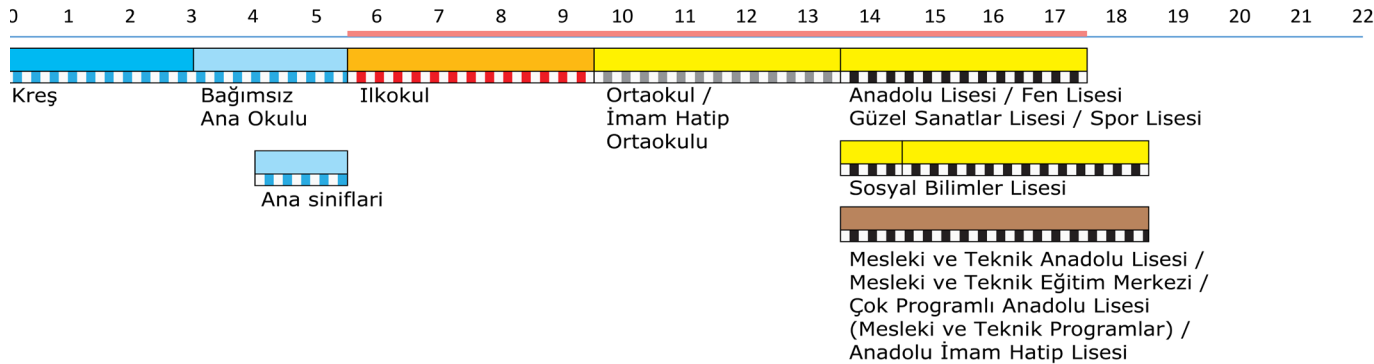 0 1 2 3 4 5 6 7 8 9 10 11 12 13 14 15 16 17 18 19 20 21 22
Kreş
Bağımsız
Ana Okulu
Ilkokul
Ortaokul /
İmam Hatip
Ortaokulu
Anadolu Lisesi / Fen Lisesi
Güzel Sanatlar Lisesi / Spor Lisesi
Ana siniflari
Sosyal Bilimler Lisesi
Mesleki ve Teknik Anadolu Lisesi /
Mesleki ve Teknik Eğitim Merkezi /
Çok Programlı Anadolu Lisesi
(Mesleki ve Teknik Programlar) /
Anadolu İmam Hatip Lisesi